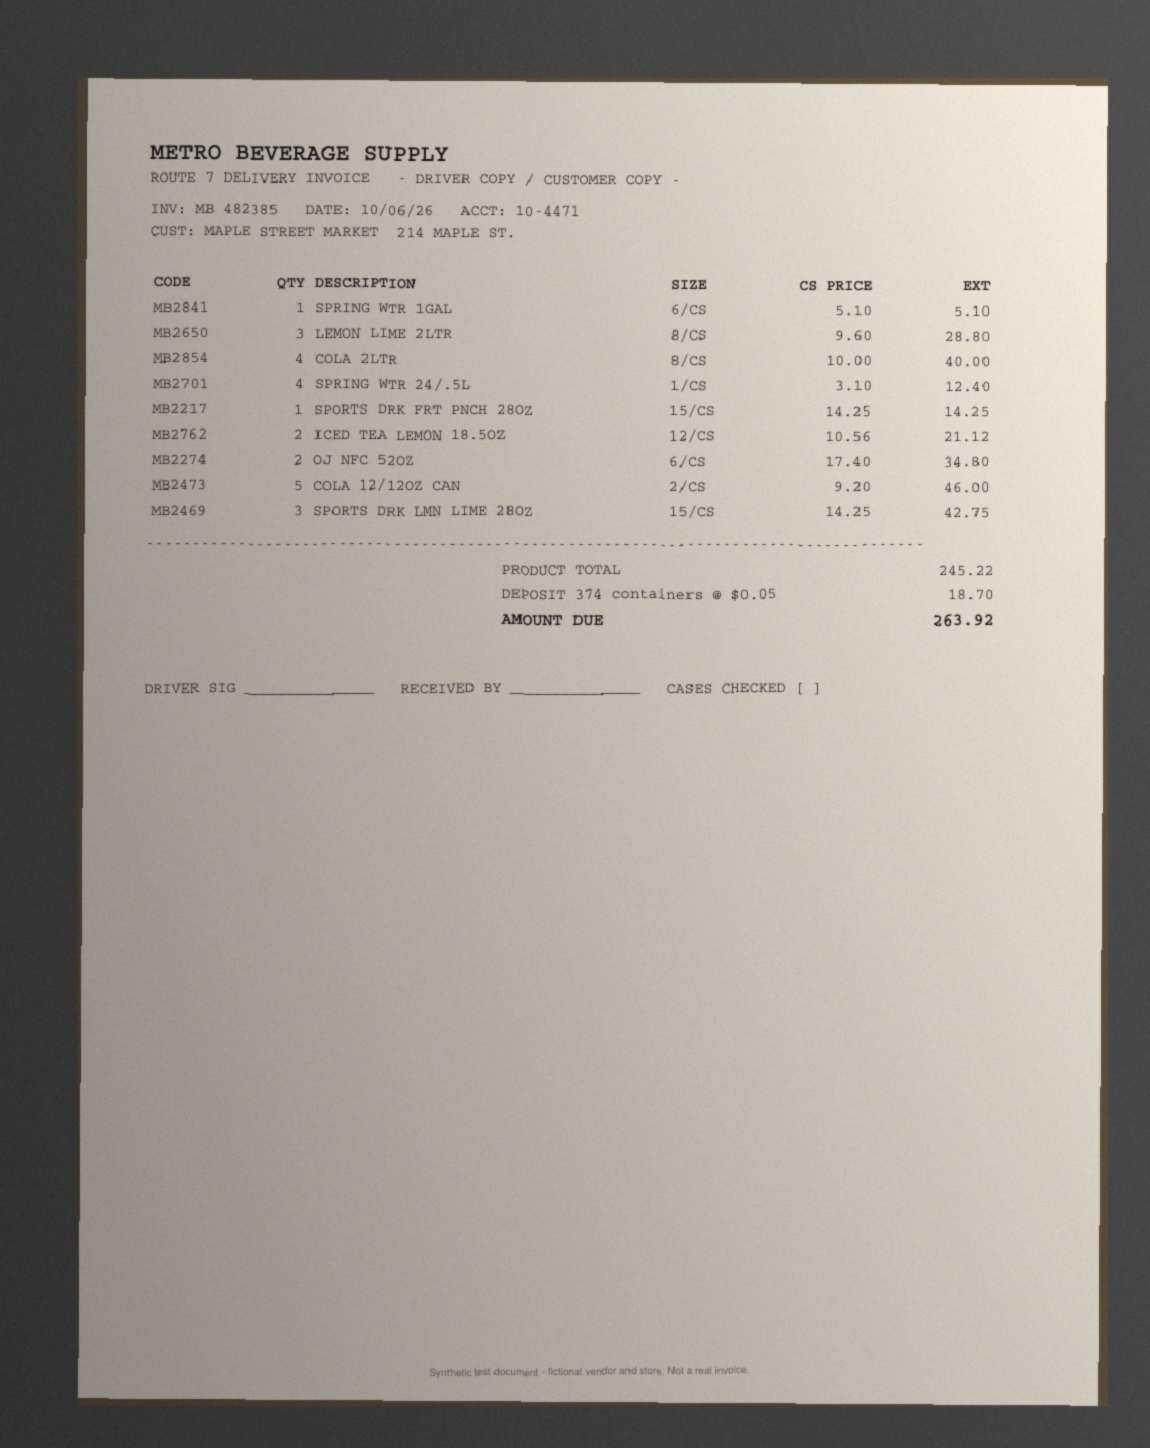 METRO BEVERAGE SUPPLY
ROUTE 7 DELIVERY INVOICE - DRIVER COPY / CUSTOMER COPY -
INV: MB 482385 DATE: 10/06/26 ACCT: 10-4471
CUST: MAPLE STREET MARKET 214 MAPLE ST.
CODE QTY DESCRIPTION SIZE CS PRICE EXT
MB2841 1 SPRING WTR 1GAL 6/CS 5.10 5.10
MB2650 3 LEMON LIME 2LTR 8/CS 9.60 28.80
MB2854 4 COLA 2LTR 8/CS 10.00 40.00
MB2701 4 SPRING WTR 24/.5L 1/CS 3.10 12.40
MB2217 1 SPORTS DRK FRT PNCH 28OZ 15/CS 14.25 14.25
MB2762 2 ICED TEA LEMON 18.5OZ 12/CS 10.56 21.12
MB2274 2 OJ NFC 52OZ 6/CS 17.40 34.80
MB2473 5 COLA 12/12OZ CAN 2/CS 9.20 46.00
MB2469 3 SPORTS DRK LMN LIME 28OZ 15/CS 14.25 42.75
PRODUCT TOTAL 245.22
DEPOSIT 374 containers @ $0.05 18.70
AMOUNT DUE 263.92
DRIVER SIG ______________ RECEIVED BY ______________ CASES CHECKED [ ]
Synthetic test document - fictional vendor and store. Not a real invoice.